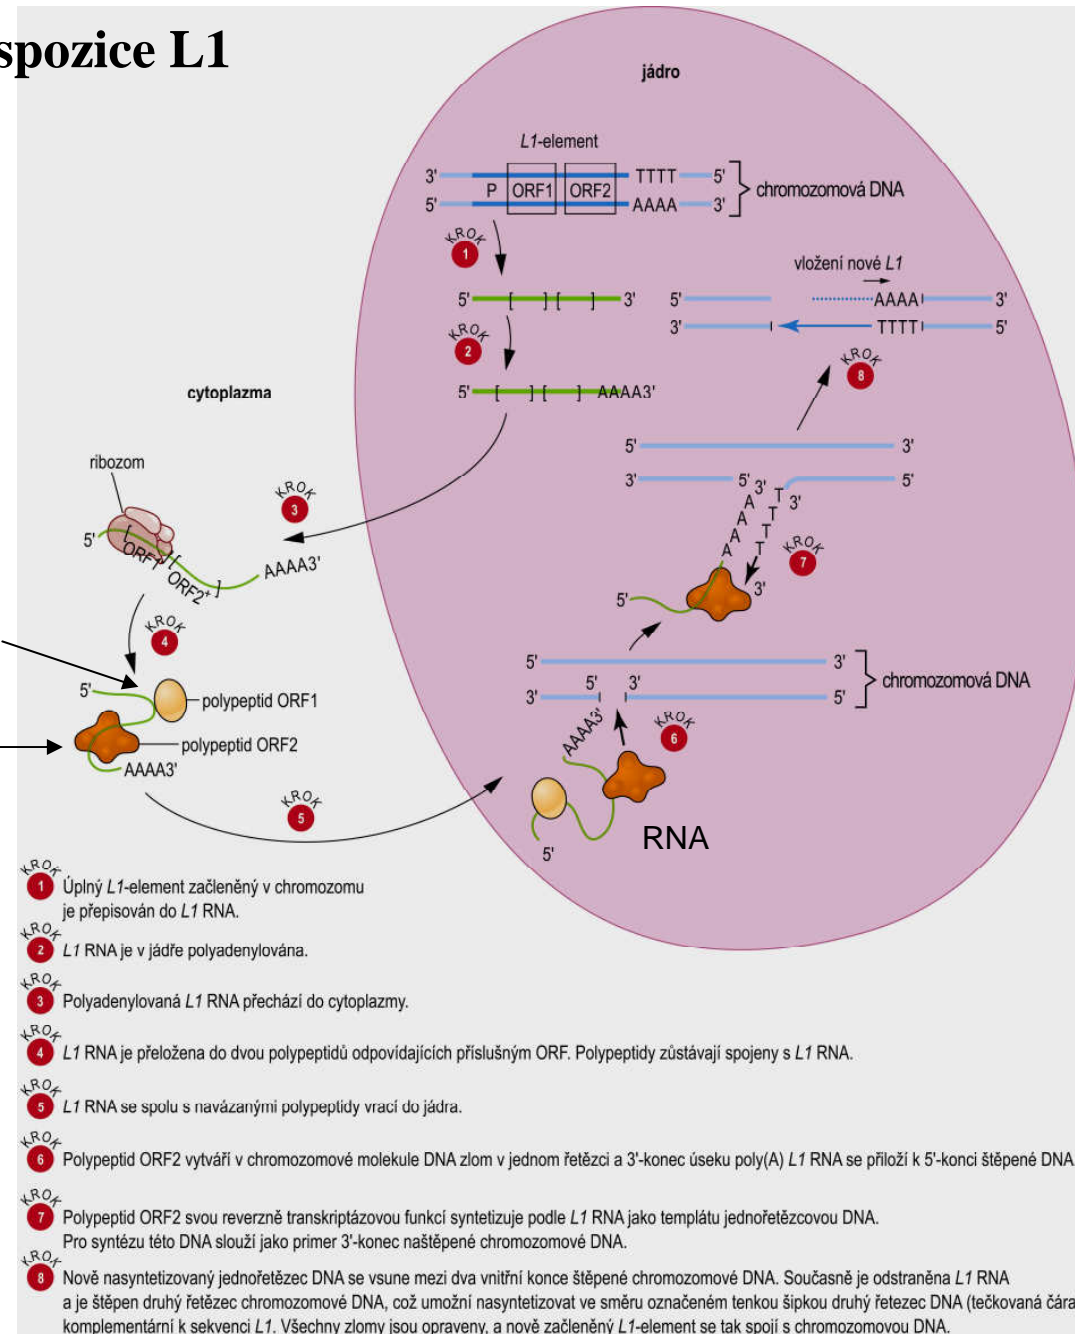 spozice L1
jádro
L1-element
3' TTTT 5'
P ORF1 ORF2
5' AAAA 3'
chromozomová DNA
KROK 1
vložení nové L1
5' [ ] [ ] 3'
5' AAAA 3'
3' TTTT 5'
KROK 2
KROK 8
cytoplazma
5' [ ] [ ] AAAA3'
5' 3'
ribozom
3' 5' 3' T 3' 5'
KROK 3
A T
A T
A T
A
KROK 7
5' ORF1 ORF2+ AAAA3'
3'
5'
KROK 4
5' 3'
5' 3'
3' 5'
chromozomová DNA
5'
polypeptid ORF1
polypeptid ORF2
AAAA3'
AAAA3'
KROK 6
KROK 5
RNA
5'
KROK 1 Úplný L1-element začleněný v chromozomu
je přepisován do L1 RNA.
KROK 2 L1 RNA je v jádře polyadenylována.
KROK 3 Polyadenylovaná L1 RNA přechází do cytoplazmy.
KROK 4 L1 RNA je přeložena do dvou polypeptidů odpovídajících příslušným ORF. Polypeptidy zůstávají spojeny s L1 RNA.
KROK 5 L1 RNA se spolu s navázanými polypeptidy vrací do jádra.
KROK 6 Polypeptid ORF2 vytváří v chromozomové molekule DNA zlom v jednom řetězci a 3'-konec úseku poly(A) L1 RNA se přiloží k 5'-konci štěpené DNA
KROK 7 Polypeptid ORF2 svou reverzně transkriptázovou funkcí syntetizuje podle L1 RNA jako templátu jednořetězcovou DNA.
Pro syntézu této DNA slouží jako primer 3'-konec naštěpené chromozomové DNA.
KROK 8 Nově nasyntetizovaný jednořetězec DNA se vsune mezi dva vnitřní konce štěpené chromozomové DNA. Současně je odstraněna L1 RNA
a je štěpen druhý řetězec chromozomové DNA, což umožní nasyntetizovat ve směru označeném tenkou šipkou druhý řetezec DNA (tečkovaná čára
komplementární k sekvenci L1. Všechny zlomy jsou opraveny, a nově začleněný L1-element se tak spojí s chromozomovou DNA.